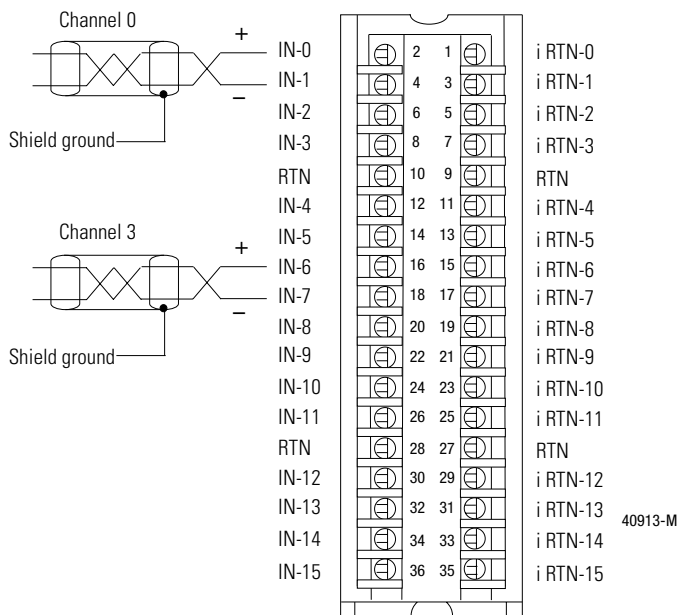 Channel 0
+
IN-0 2 1 i RTN-0
IN-1 4 3 i RTN-1
–
IN-2 6 5 i RTN-2
Shield ground IN-3 8 7 i RTN-3
RTN 10 9 RTN
IN-4 12 11 i RTN-4
Channel 3
+
IN-5 14 13 i RTN-5
IN-6 16 15 i RTN-6
IN-7 18 17 i RTN-7
–
IN-8 20 19 i RTN-8
Shield ground IN-9 22 21 i RTN-9
IN-10 24 23 i RTN-10
IN-11 26 25 i RTN-11
RTN 28 27 RTN
IN-12 30 29 i RTN-12
IN-13 32 31 i RTN-13
40913-M
IN-14 34 33 i RTN-14
IN-15 36 35 i RTN-15